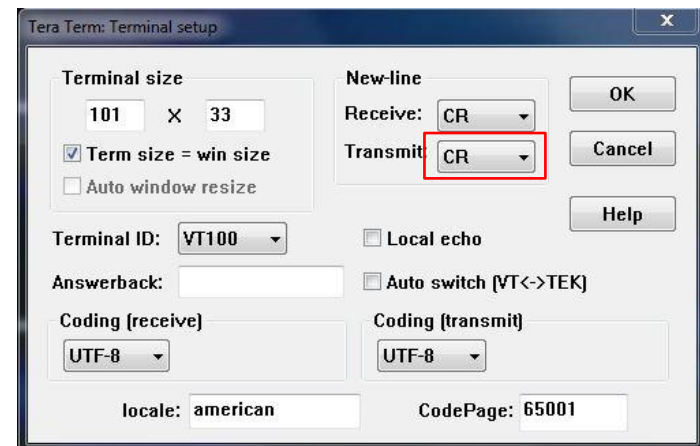 Tera Term: Terminal setup
x
Terminal size
101 X 33
Term size = win size
Auto window resize
New-line
Receive: CR
Transmit: CR
OK
Cancel
Help
Terminal ID: VT100
Local echo
Answerback:
Auto switch (VT<->TEK)
Coding (receive)
UTF-8
Coding (transmit)
UTF-8
locale: american
CodePage: 65001